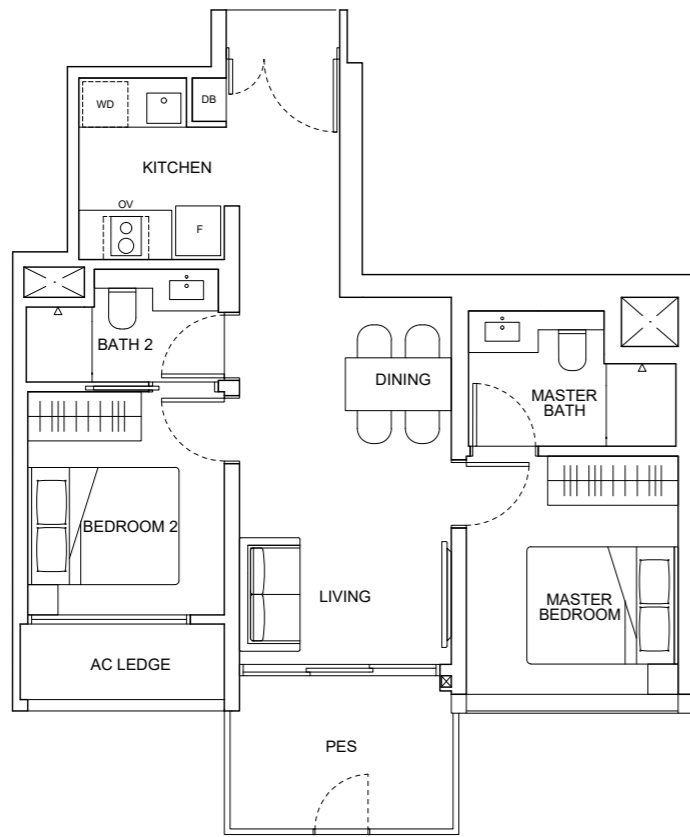 WD
DB
KITCHEN
OV
F
BATH 2
DINING
MASTER
BATH
BEDROOM 2
LIVING
MASTER
BEDROOM
AC LEDGE
PES